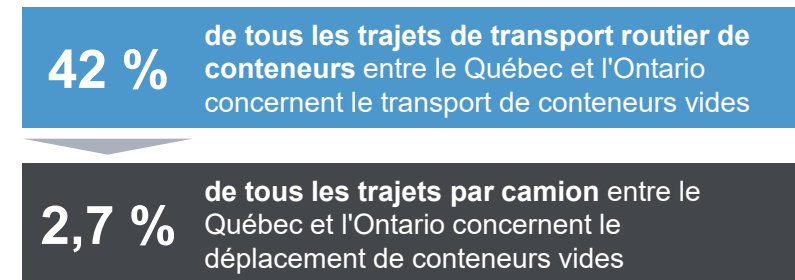 42 %
de tous les trajets de transport routier de
conteneurs entre le Québec et l'Ontario
concernent le transport de conteneurs vides
2,7 %
de tous les trajets par camion entre le
Québec et l'Ontario concernent le
déplacement de conteneurs vides